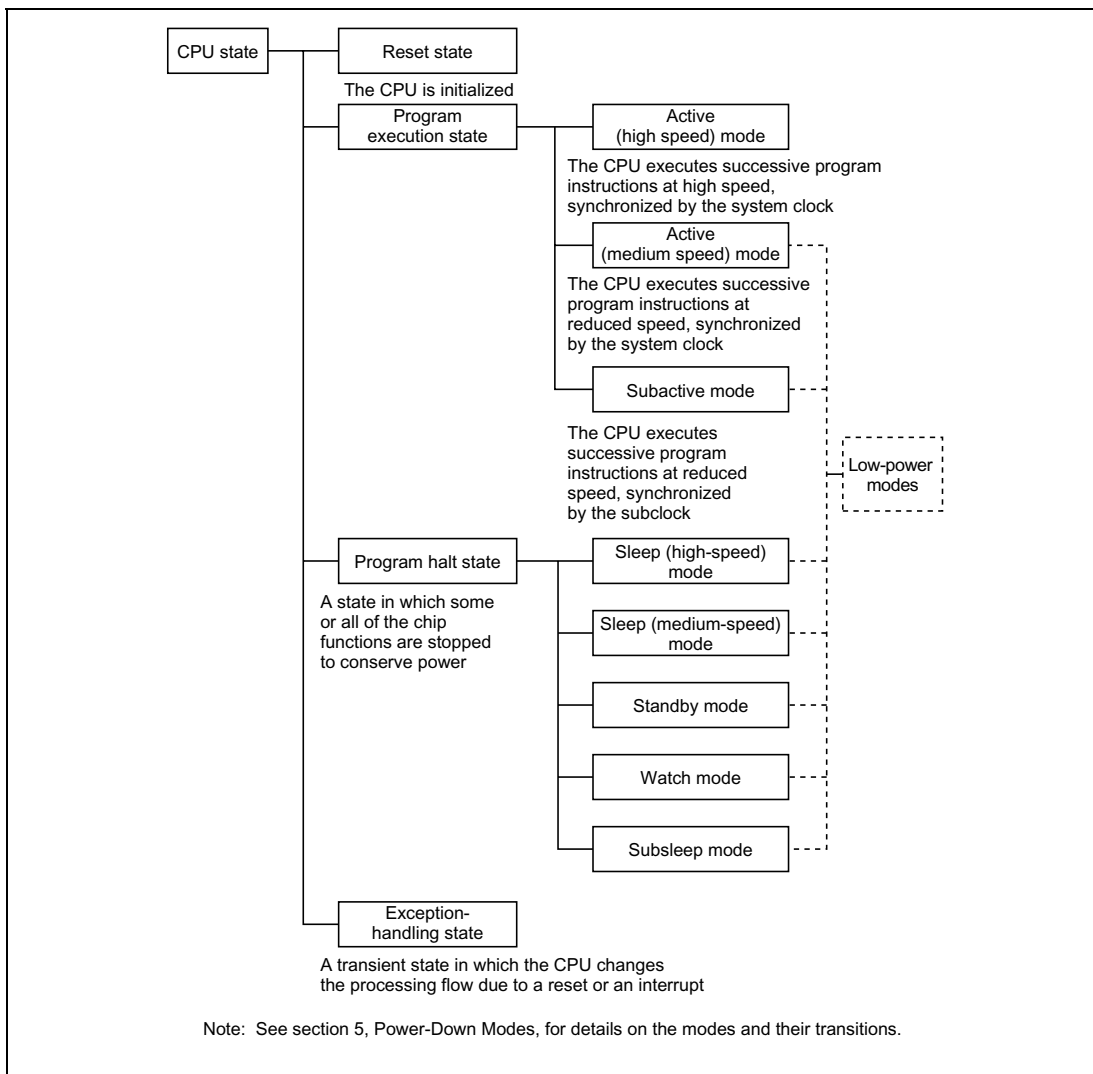 CPU state
Reset state
The CPU is initialized
Program
execution state
Active
(high speed) mode
The CPU executes successive program
instructions at high speed,
synchronized by the system clock
Active
(medium speed) mode
The CPU executes successive
program instructions at
reduced speed, synchronized
by the system clock
Subactive mode
The CPU executes
successive program
instructions at reduced
speed, synchronized
by the subclock
Low-power
modes
Program halt state
A state in which some
or all of the chip
functions are stopped
to conserve power
Sleep (high-speed)
mode
Sleep (medium-speed)
mode
Standby mode
Watch mode
Subsleep mode
Exception-
handling state
A transient state in which the CPU changes
the processing flow due to a reset or an interrupt
Note: See section 5, Power-Down Modes, for details on the modes and their transitions.